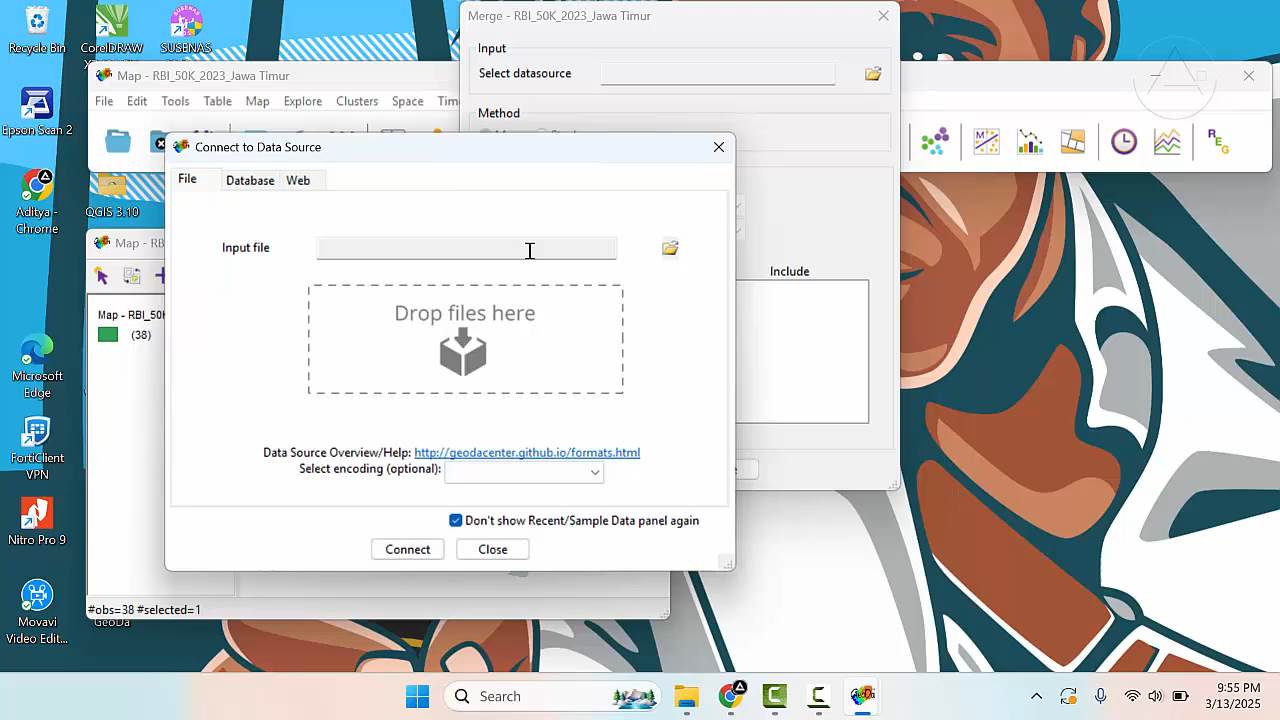 Recycle Bin
CorelDRAW
SUSENAS
Epson Scan 2
Aditya -
Chrome
QGIS 3.10
Microsoft
Edge
FortiClient
VPN
Nitro Pro 9
Movavi
Video Edit...
GeoDa
Map - RBI_50K_2023_Jawa Timur
File Edit Tools Table Map Explore Clusters Space
REG
Merge - RBI_50K_2023_Jawa Timur
Input
Select datasource
Method
Include
Map - RBI_50K
(38)
#obs=38 #selected=1
Connect to Data Source
File Database Web
Input file
Drop files here
Data Source Overview/Help: http://geodacenter.github.io/formats.html
Select encoding (optional):
Don't show Recent/Sample Data panel again
Connect Close
Search
9:55 PM
3/13/2025